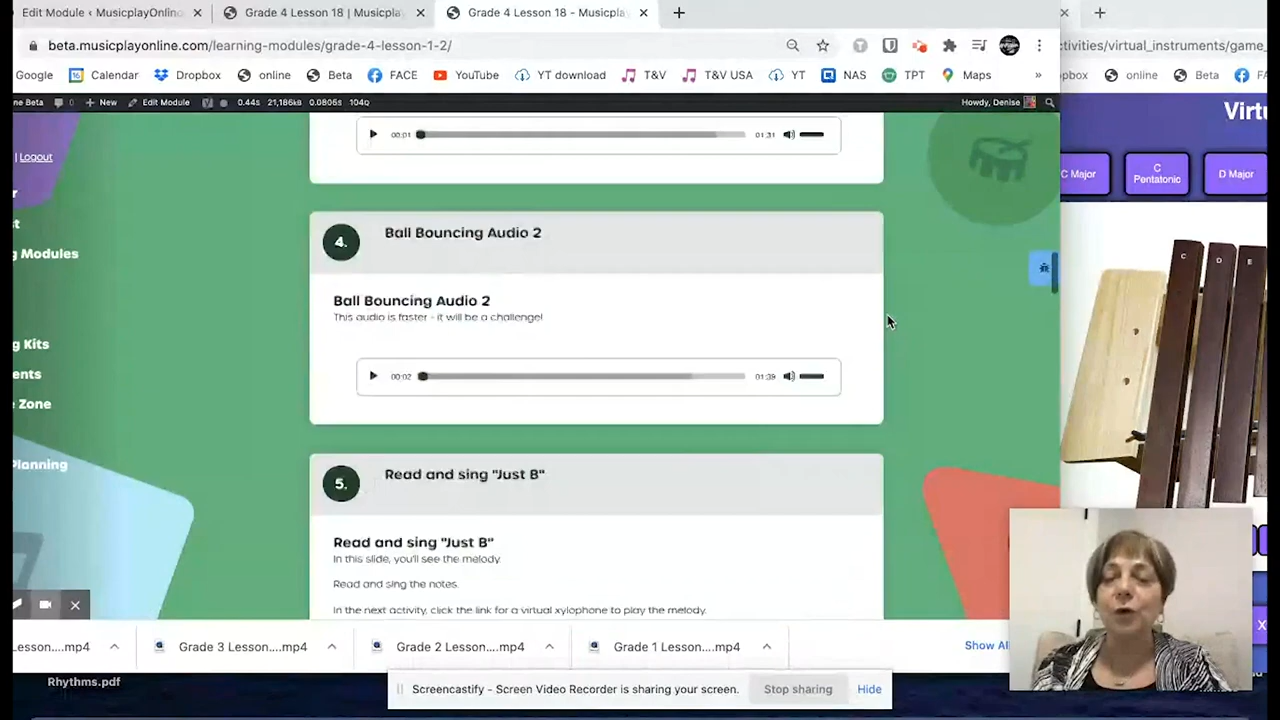 Edit Module ‹ MusicplayOnline
Grade 4 Lesson 18 | Musicplay
Grade 4 Lesson 18 - Musicpla
beta.musicplayonline.com/learning-modules/grade-4-lesson-1-2/
ctivities/virtual_instruments/game_
Google
Calendar
Dropbox
online
Beta
FACE
YouTube
YT download
T&V
T&V USA
YT
NAS
TPT
Maps
»
pbox
online
Beta
ne Beta
+ New
Edit Module
0
0.44s
21,186kB
0.0805s
104Q
Howdy, Denise
Virtu
| Logout
00:01
01:31
C Major
C Pentatonic
D Major
r
st
g Modules
4.
Ball Bouncing Audio 2
C
D
E
Ball Bouncing Audio 2
This audio is faster - it will be a challenge!
g Kits
ents
e Zone
00:02
01:39
Planning
5.
Read and sing "Just B"
Read and sing "Just B"
In this slide, you'll see the melody.
Read and sing the notes.
In the next activity, click the link for a virtual xylophone to play the melody.
X
Lesson....mp4
Grade 3 Lesson....mp4
Grade 2 Lesson....mp4
Grade 1 Lesson....mp4
Show All
Rhythms.pdf
Screencastify - Screen Video Recorder is sharing your screen.
Stop sharing
Hide